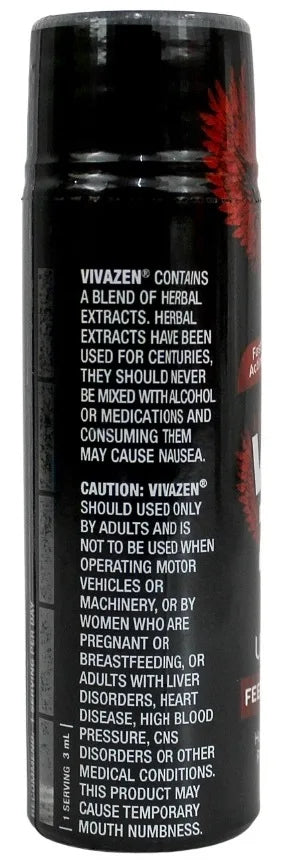 VIVAZEN® CONTAINS
A BLEND OF HERBAL
EXTRACTS. HERBAL
EXTRACTS HAVE BEEN
USED FOR CENTURIES,
THEY SHOULD NEVER
BE MIXED WITH ALCOHOL
OR MEDICATIONS AND
CONSUMING THEM
MAY CAUSE NAUSEA.
CAUTION: VIVAZEN®
SHOULD USED ONLY
BY ADULTS AND IS
NOT TO BE USED WHEN
OPERATING MOTOR
VEHICLES OR
MACHINERY, OR BY
WOMEN WHO ARE
PREGNANT OR
BREASTFEEDING, OR
ADULTS WITH LIVER
DISORDERS, HEART
DISEASE, HIGH BLOOD
PRESSURE, CNS
DISORDERS OR OTHER
MEDICAL CONDITIONS.
THIS PRODUCT MAY
CAUSE TEMPORARY
MOUTH NUMBNESS.
1 SERVING 3 mL
1 SERVING PER DAY